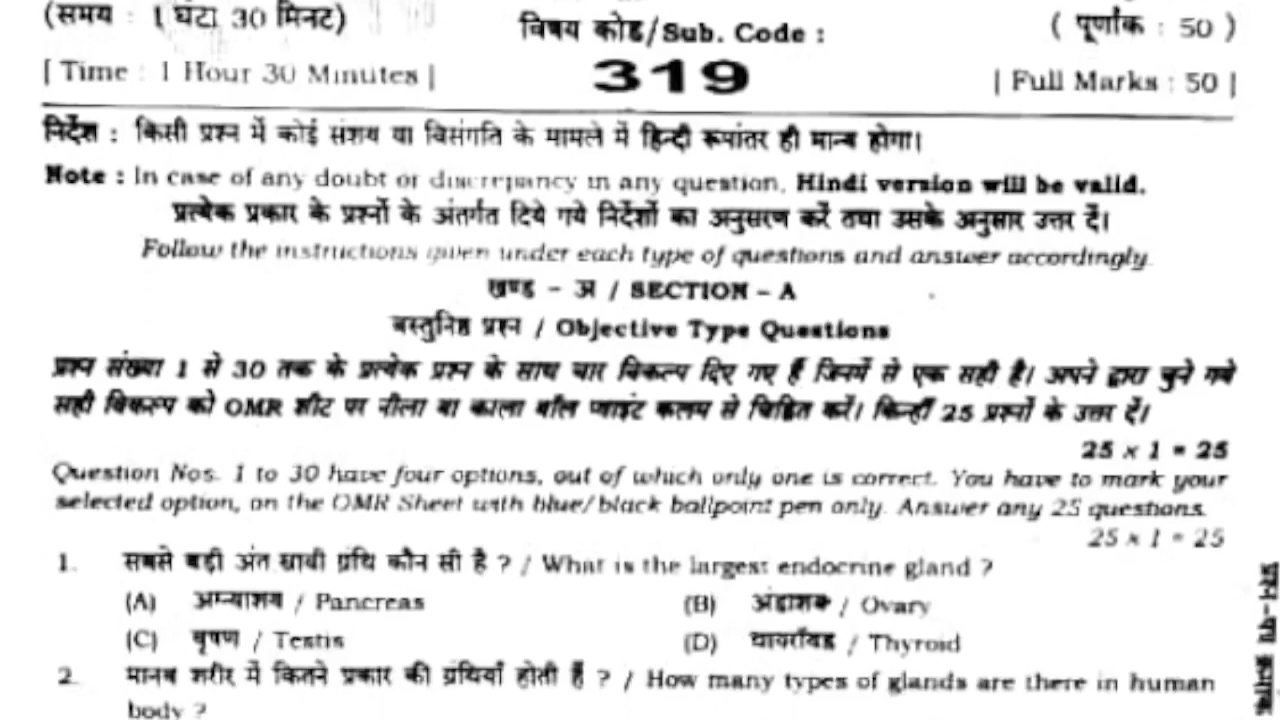 (समय : 1 घंटा 30 मिनट)
विषय कोड/Sub. Code :
( पूर्णांक : 50 )
[ Time : 1 Hour 30 Minutes ]
319
[ Full Marks : 50 ]
निर्देश : किसी प्रश्न में कोई संशय या विसंगति के मामले में हिन्दी रूपांतर ही मान्य होगा।
Note : In case of any doubt or discrepancy in any question, Hindi version will be valid.
प्रत्येक प्रकार के प्रश्नों के अंतर्गत दिये गये निर्देशों का अनुसरण करें तथा उसके अनुसार उत्तर दें।
Follow the instructions given under each type of questions and answer accordingly.
खण्ड - अ / SECTION - A
वस्तुनिष्ठ प्रश्न / Objective Type Questions
प्रश्न संख्या 1 से 30 तक के प्रत्येक प्रश्न के साथ चार विकल्प दिए गए हैं जिनमें से एक सही है। अपने द्वारा चुने गये
सही विकल्प को OMR शीट पर नीला या काला बॉल प्वाइंट कलम से चिह्नित करें। किन्हीं 25 प्रश्नों के उत्तर दें।
25 × 1 = 25
Question Nos. 1 to 30 have four options, out of which only one is correct. You have to mark your
selected option, on the OMR Sheet with blue/black ballpoint pen only. Answer any 25 questions.
25 × 1 = 25
1. सबसे बड़ी अंतःस्रावी ग्रंथि कौन सी है ? / What is the largest endocrine gland ?
(A) अग्न्याशय / Pancreas
(B) अंडाशय / Ovary
(C) वृषण / Testis
(D) थायरॉयड / Thyroid
2. मानव शरीर में कितने प्रकार की ग्रंथियाँ होती हैं ? / How many types of glands are there in human
body ?
प्रश्न-पत्र